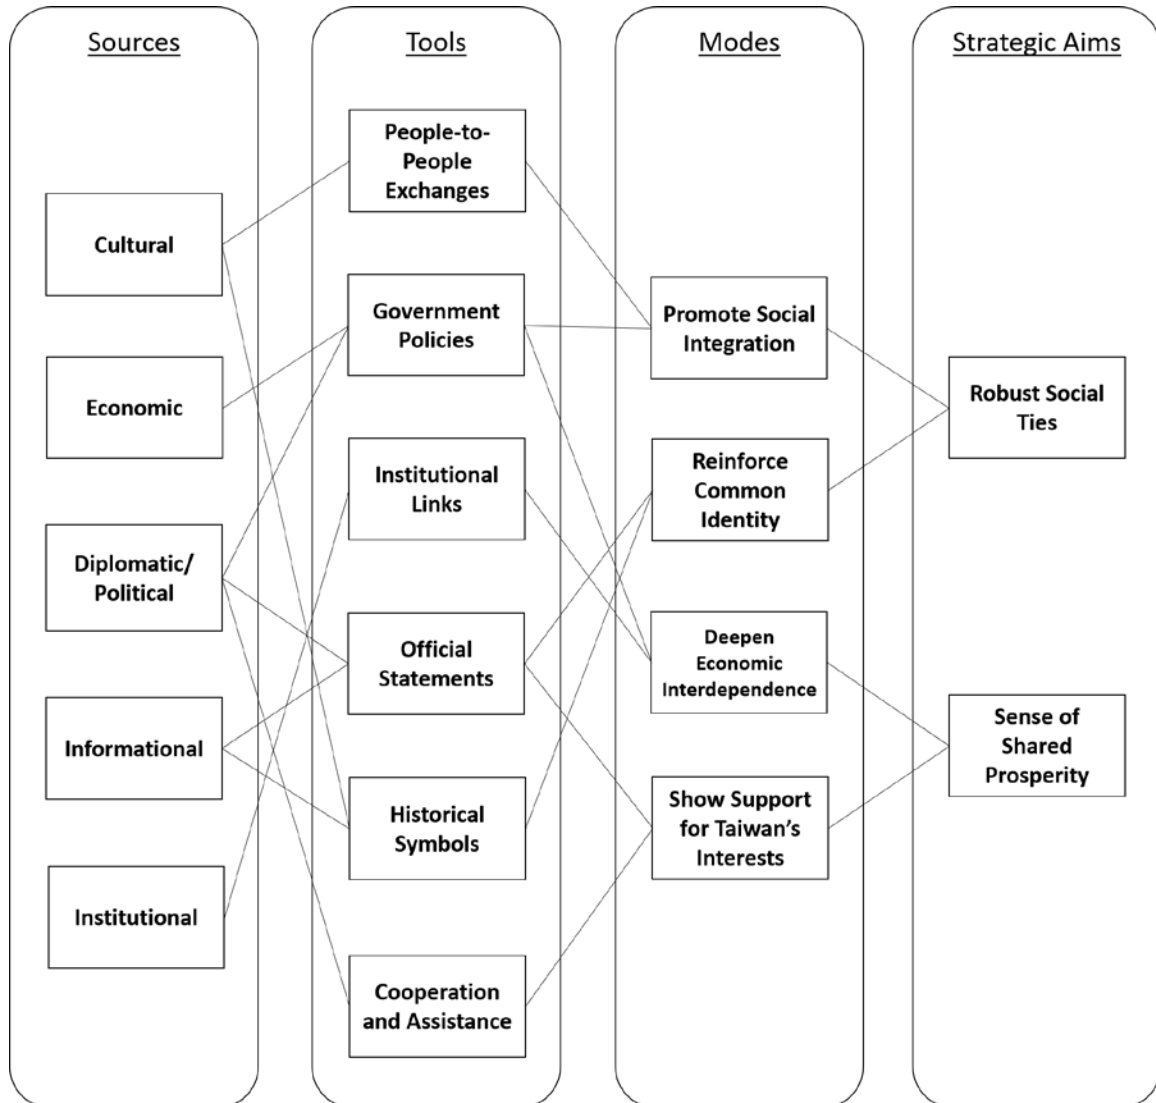 Sources
Cultural
Economic
Diplomatic/
Political
Informational
Institutional
Tools
People-to-
People
Exchanges
Government
Policies
Institutional
Links
Official
Statements
Historical
Symbols
Cooperation
and Assistance
Modes
Promote Social
Integration
Reinforce
Common
Identity
Deepen
Economic
Interdependence
Show Support
for Taiwan’s
Interests
Strategic Aims
Robust Social
Ties
Sense of
Shared
Prosperity